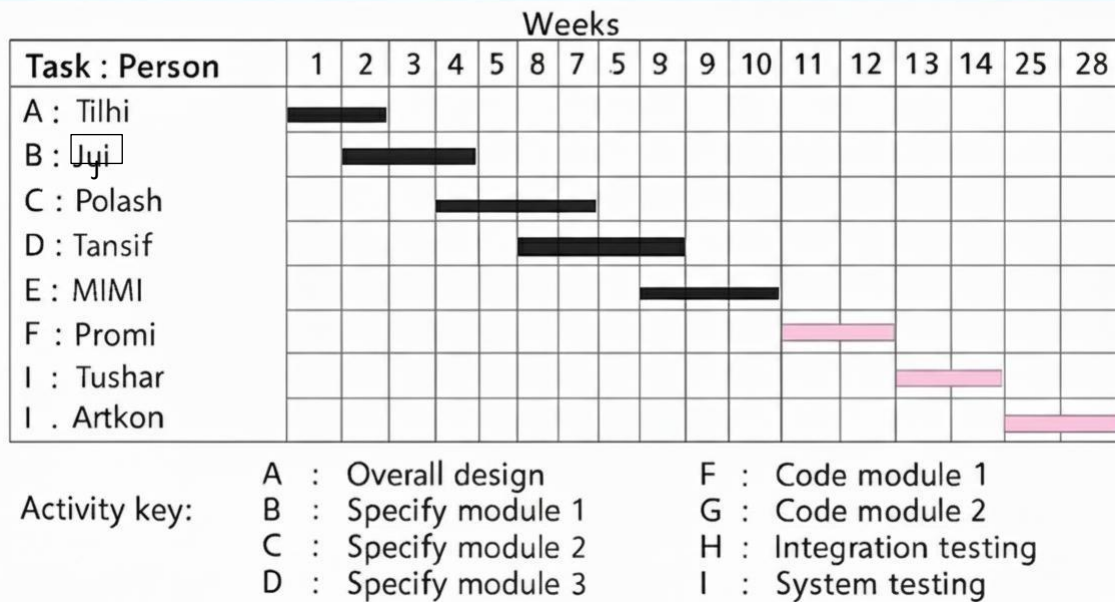 Weeks
Task : Person 1 2 3 4 5 8 7 .5 9 9 10 11 12 13 14 25 28
A : Tilhi
B : Jyi
C : Polash
D : Tansif
E : MIMI
F : Promi
I : Tushar
I . Artkon
Activity key:
A : Overall design
B : Specify module 1
C : Specify module 2
D : Specify module 3
F : Code module 1
G : Code module 2
H : Integration testing
I : System testing